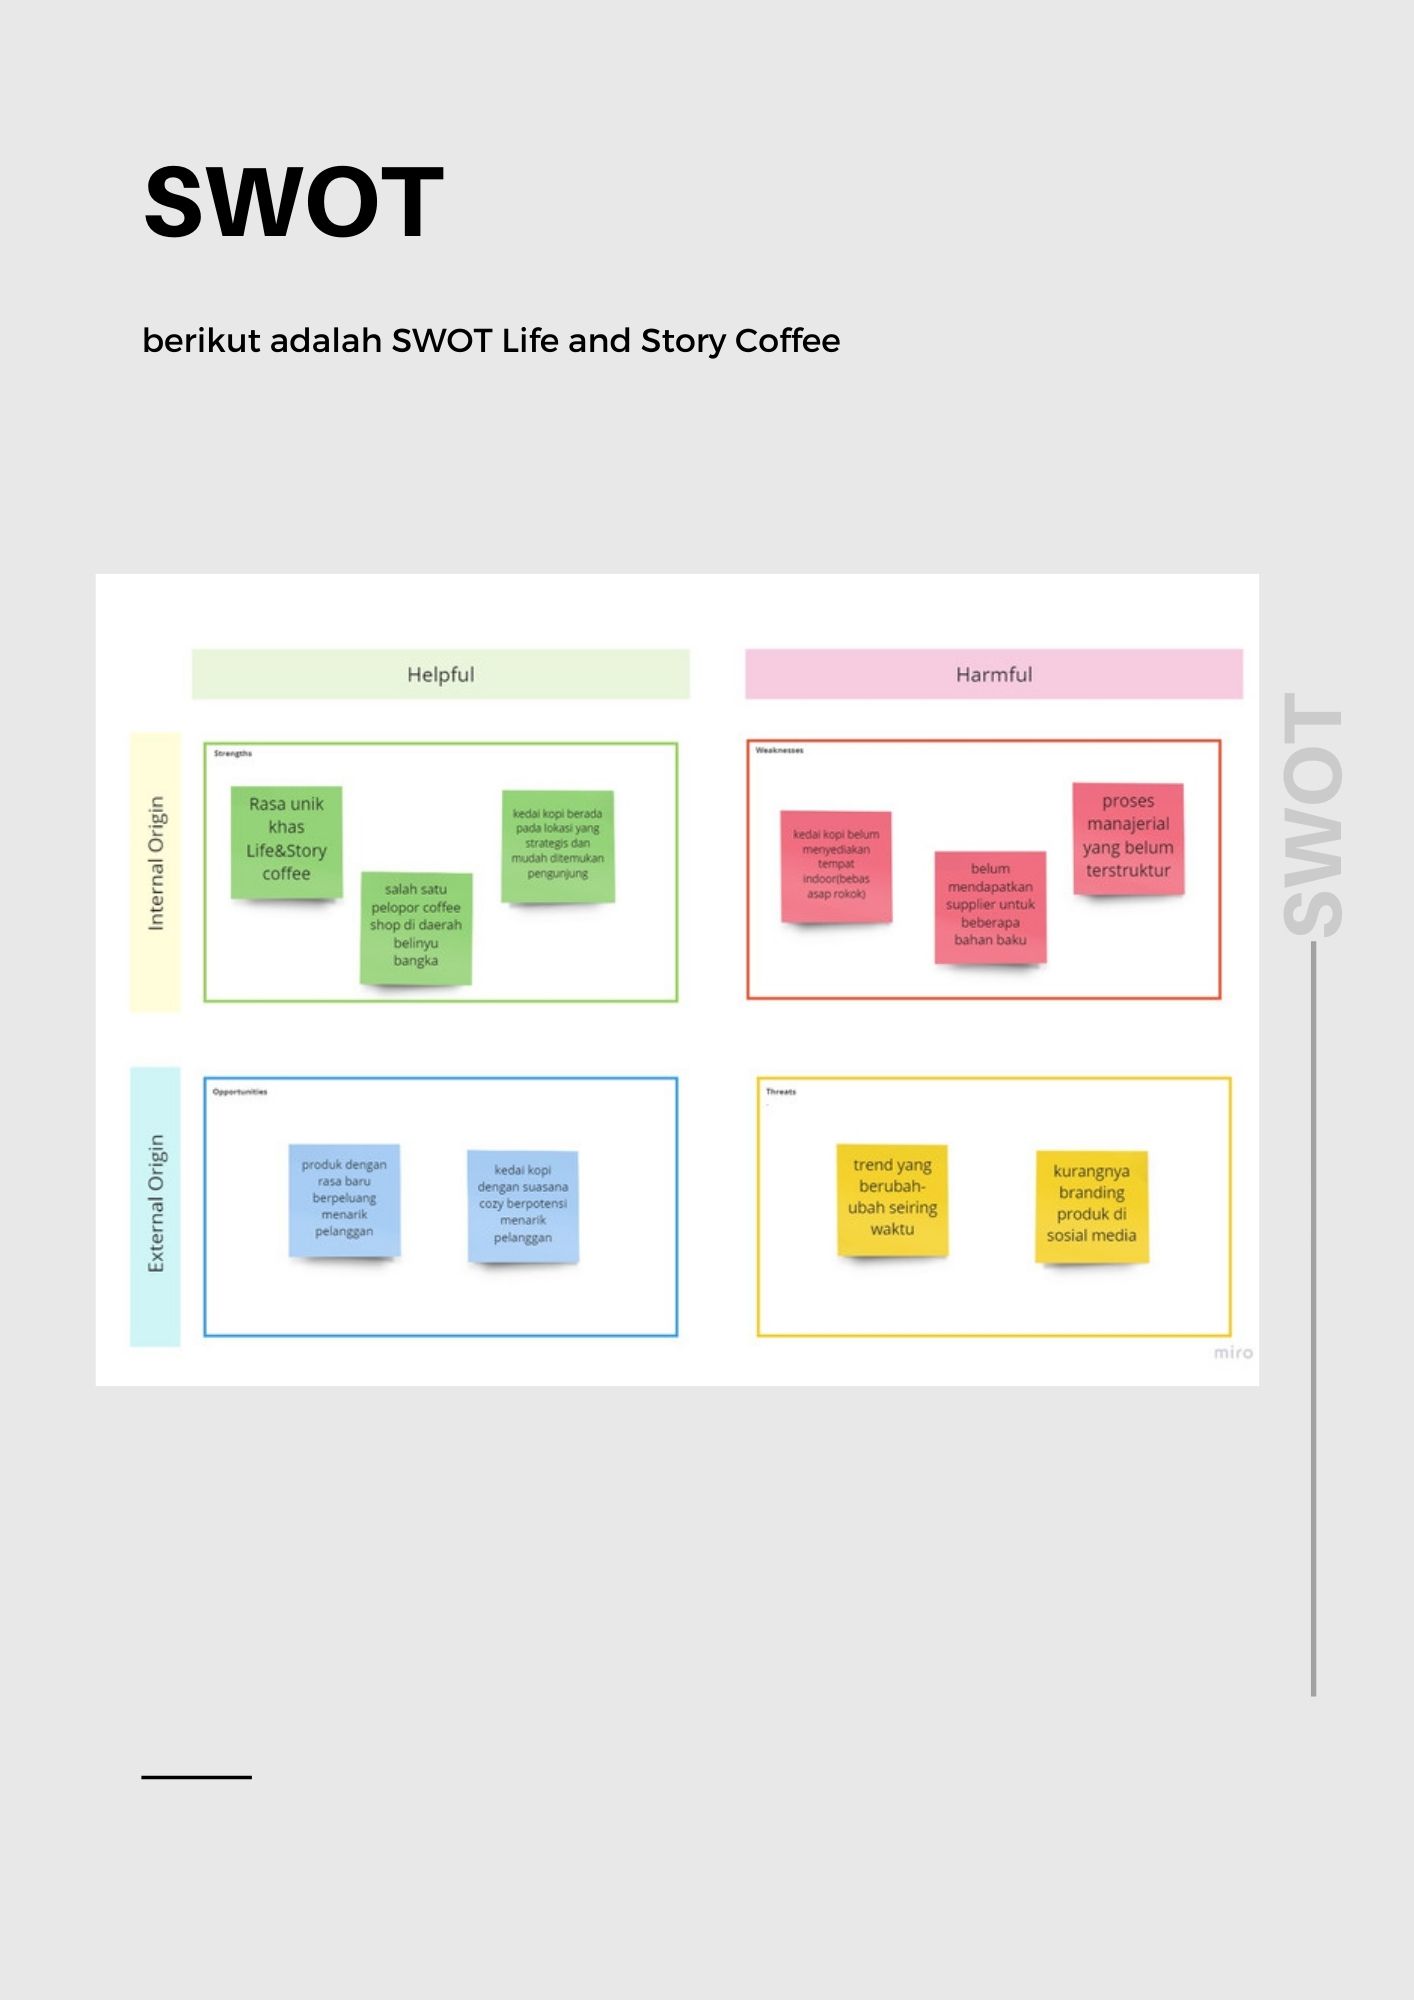 SWOT
berikut adalah SWOT Life and Story Coffee
Helpful
Harmful
Internal Origin
Strengths
Rasa unik
khas
Life&Story
coffee
salah satu
pelopor coffee
shop di daerah
belinyu
bangka
kedai kopi berada
pada lokasi yang
strategis dan
mudah ditemukan
pengunjung
Weaknesses
kedai kopi belum
menyediakan
tempat
indoor(bebas
asap rokok)
belum
mendapatkan
supplier untuk
beberapa
bahan baku
proses
manajerial
yang belum
terstruktur
SWOT
External Origin
Opportunities
produk dengan
rasa baru
berpeluang
menarik
pelanggan
kedai kopi
dengan suasana
cozy berpotensi
menarik
pelanggan
Threats
trend yang
berubah-
ubah seiring
waktu
kurangnya
branding
produk di
sosial media
miro